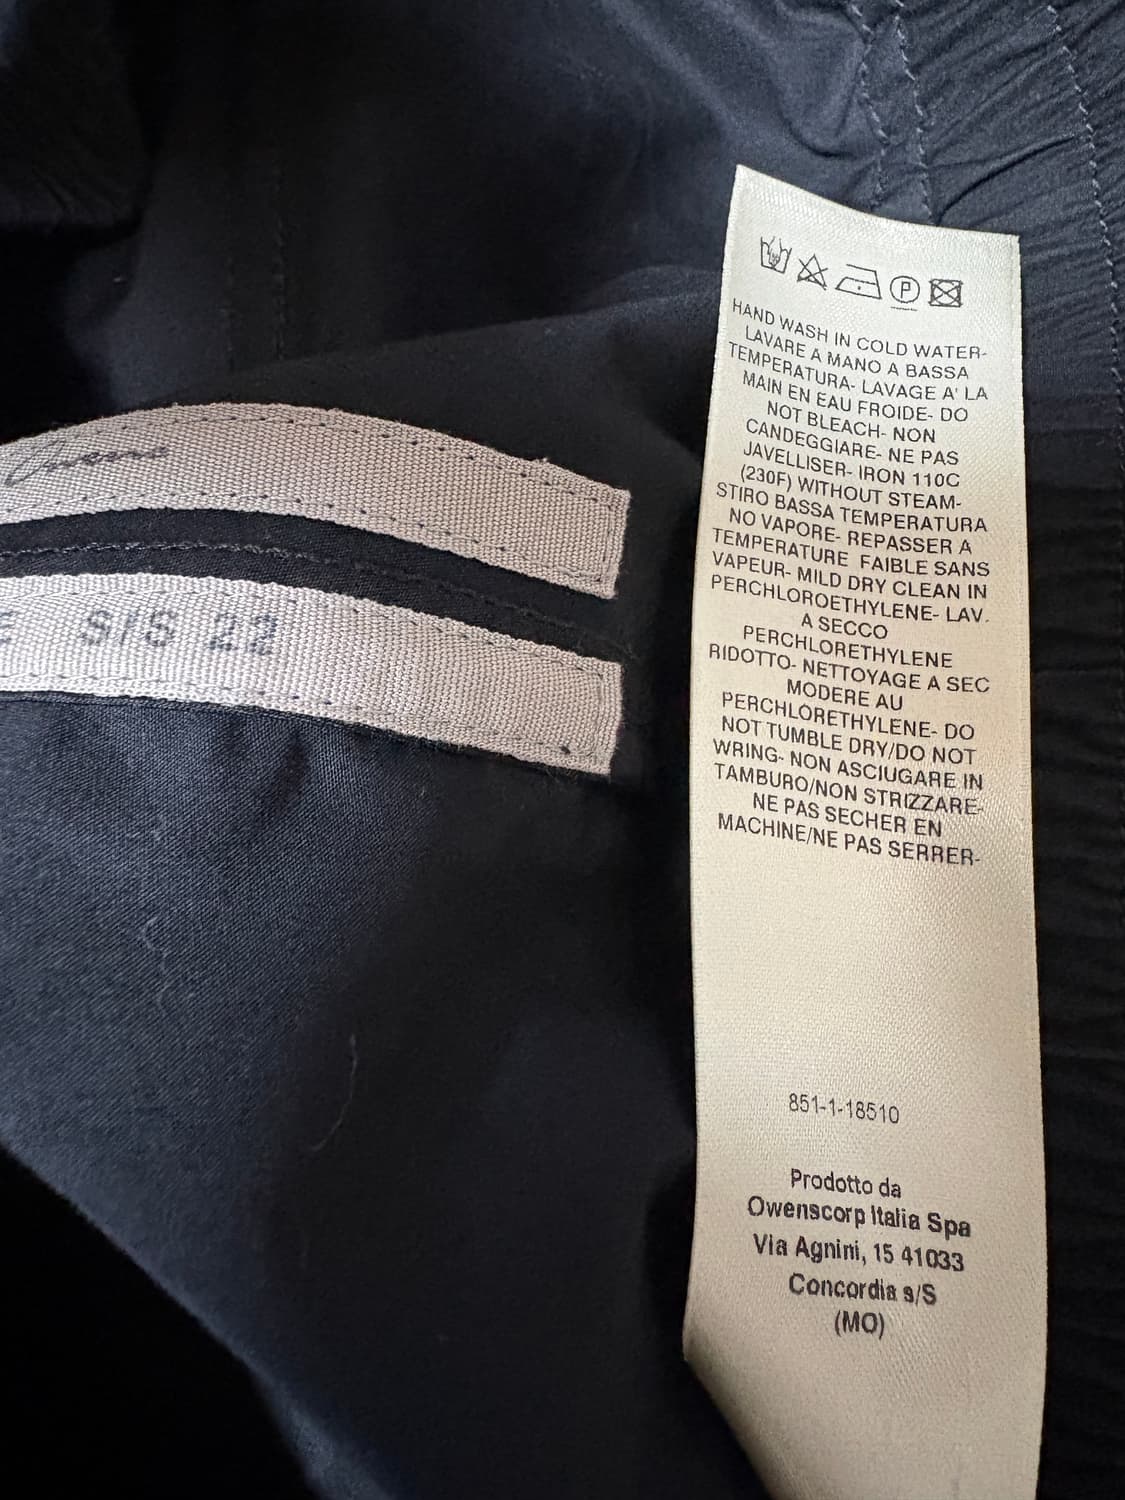 Owens
S/S 22
P
HAND WASH IN COLD WATER-
LAVARE A MANO A BASSA
TEMPERATURA- LAVAGE A' LA
MAIN EN EAU FROIDE- DO
NOT BLEACH- NON
CANDEGGIARE- NE PAS
JAVELLISER- IRON 110C
(230F) WITHOUT STEAM-
STIRO BASSA TEMPERATURA
NO VAPORE- REPASSER A
TEMPERATURE FAIBLE SANS
VAPEUR- MILD DRY CLEAN IN
PERCHLOROETHYLENE- LAV.
A SECCO
PERCHLORETHYLENE
RIDOTTO- NETTOYAGE A SEC
MODERE AU
PERCHLORETHYLENE- DO
NOT TUMBLE DRY/DO NOT
WRING- NON ASCIUGARE IN
TAMBURO/NON STRIZZARE-
NE PAS SECHER EN
MACHINE/NE PAS SERRER-
851-1-18510
Prodotto da
Owenscorp Italia Spa
Via Agnini, 15 41033
Concordia s/S
(MO)